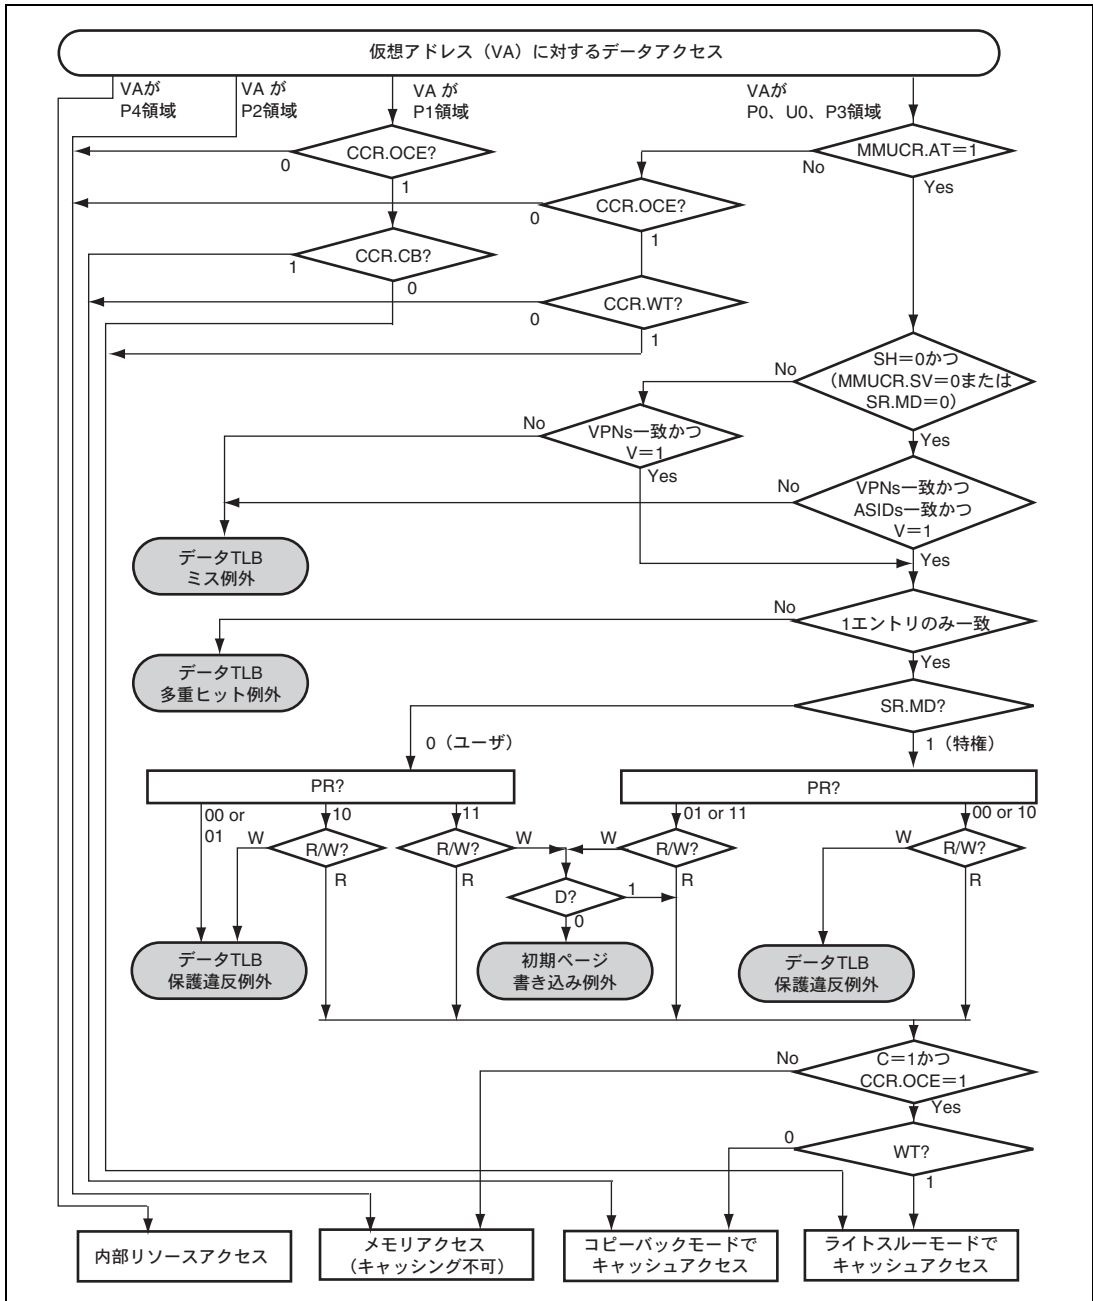 仮想アドレス（VA）に対するデータアクセス
VAが
P4領域
VA が
P2領域
VA が
P1領域
VAが
P0、U0、P3領域
CCR.OCE?
0
1
MMUCR.AT＝1
No
Yes
CCR.OCE?
0
1
CCR.CB?
1
0
CCR.WT?
0
1
SH＝0かつ
（MMUCR.SV＝0または
SR.MD＝0）
No
Yes
VPNs一致かつ
V＝1
No
Yes
VPNs一致かつ
ASIDs一致かつ
V＝1
No
Yes
データTLB
ミス例外
1エントリのみ一致
No
Yes
データTLB
多重ヒット例外
SR.MD?
0（ユーザ）
1（特権）
PR?
PR?
00 or
01
10
11
01 or 11
00 or 10
W
R/W?
R
R/W?
W
R
W
R/W?
R
W
R/W?
R
D?
1
0
データTLB
保護違反例外
初期ページ
書き込み例外
データTLB
保護違反例外
C＝1かつ
CCR.OCE＝1
No
Yes
WT?
0
1
内部リソースアクセス
メモリアクセス
（キャッシング不可）
コピーバックモードで
キャッシュアクセス
ライトスルーモードで
キャッシュアクセス